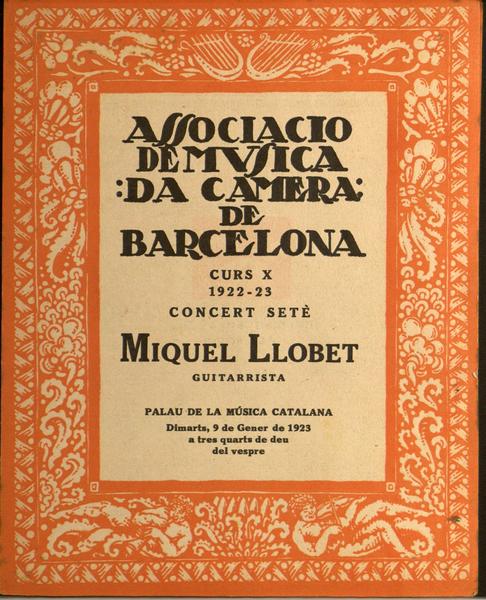 ASSOCIACIO
DE MVSICA
:DA CAMERA:
DE
BARCELONA
CURS X
1922-23
CONCERT SETÈ
MIQUEL LLOBET
GUITARRISTA
PALAU DE LA MÚSICA CATALANA
Dimarts, 9 de Gener de 1923
a tres quarts de deu
del vespre